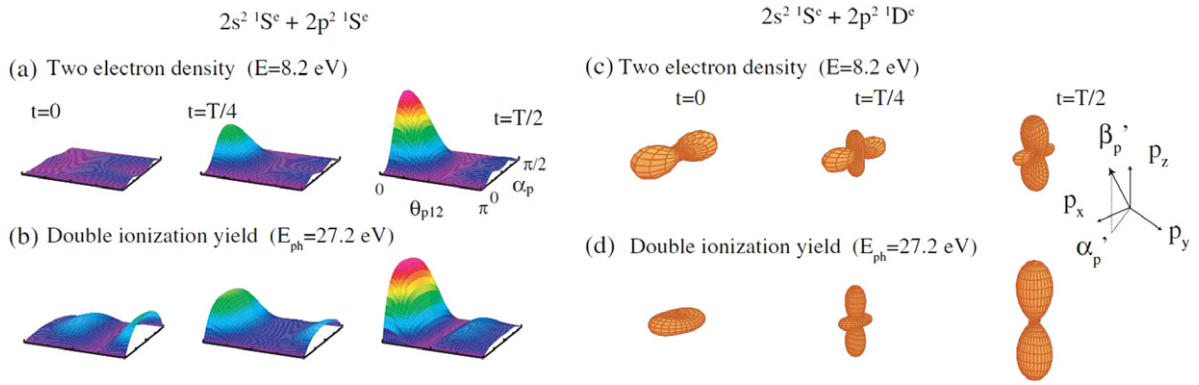 2s² ¹Sᵉ + 2p² ¹Sᵉ
(a) Two electron density (E=8.2 eV)
t=0
t=T/4
t=T/2
0
θp12
π
0
αp
π/2
(b) Double ionization yield (Eph=27.2 eV)
2s² ¹Sᵉ + 2p² ¹Dᵉ
(c) Two electron density (E=8.2 eV)
t=0
t=T/4
t=T/2
βp'
pz
px
py
αp'
(d) Double ionization yield (Eph=27.2 eV)